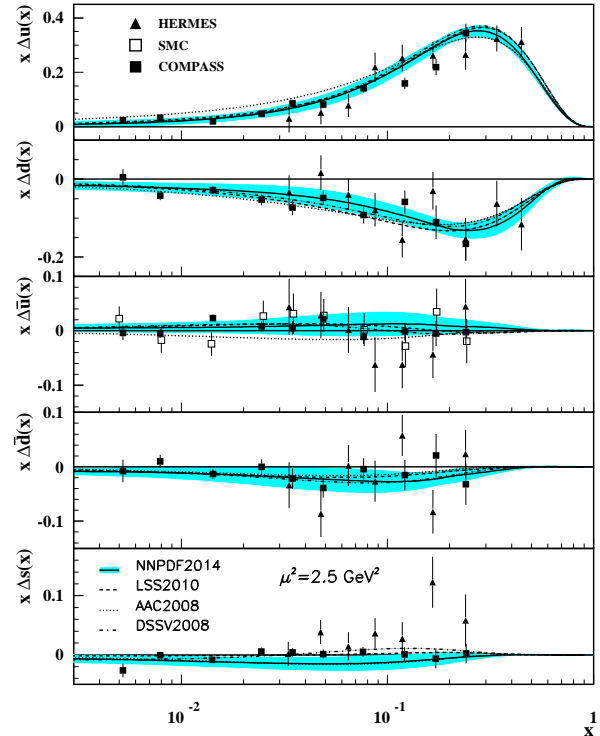 x Δu(x)
0.4
0.2
0
HERMES
SMC
COMPASS
x Δd(x)
0
-0.2
x Δū(x)
0.1
0
-0.1
x Δd̄(x)
0.1
0
-0.1
x Δs(x)
0.1
0
NNPDF2014
LSS2010
AAC2008
DSSV2008
μ²=2.5 GeV²
10⁻²
10⁻¹
1
x